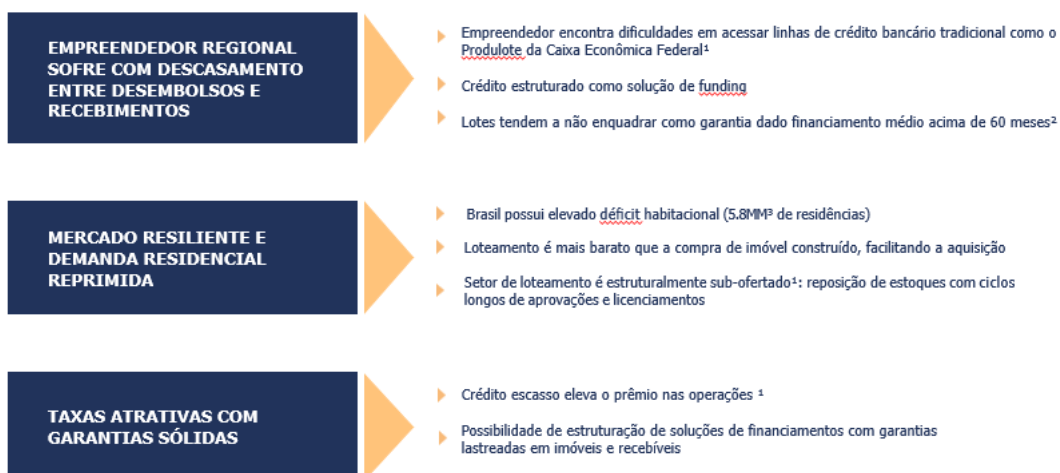 EMPREENDEDOR REGIONAL
SOFRE COM DESCASAMENTO
ENTRE DESEMBOLSOS E
RECEBIMENTOS
Empreendedor encontra dificuldades em acessar linhas de crédito bancário tradicional como o
Produlote da Caixa Econômica Federal¹
Crédito estruturado como solução de funding
Lotes tendem a não enquadrar como garantia dado financiamento médio acima de 60 meses²
MERCADO RESILIENTE E
DEMANDA RESIDENCIAL
REPRIMIDA
Brasil possui elevado déficit habitacional (5.8MM³ de residências)
Loteamento é mais barato que a compra de imóvel construído, facilitando a aquisição
Setor de loteamento é estruturalmente sub-ofertado¹: reposição de estoques com ciclos
longos de aprovações e licenciamentos
TAXAS ATRATIVAS COM
GARANTIAS SÓLIDAS
Crédito escasso eleva o prêmio nas operações ¹
Possibilidade de estruturação de soluções de financiamentos com garantias
lastreadas em imóveis e recebíveis